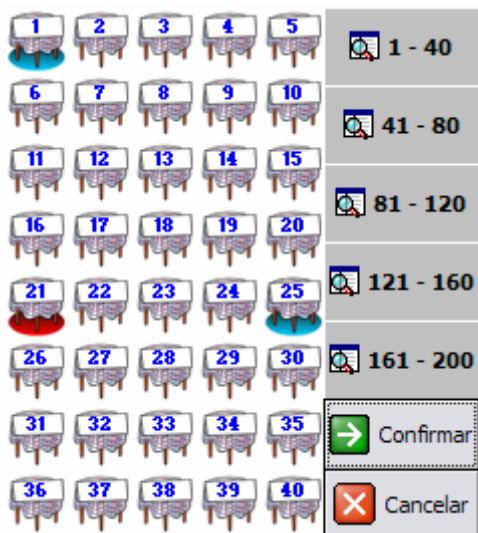 1 2 3 4 5
6 7 8 9 10
11 12 13 14 15
16 17 18 19 20
21 22 23 24 25
26 27 28 29 30
31 32 33 34 35
36 37 38 39 40
1 - 40
41 - 80
81 - 120
121 - 160
161 - 200
Confirmar
Cancelar